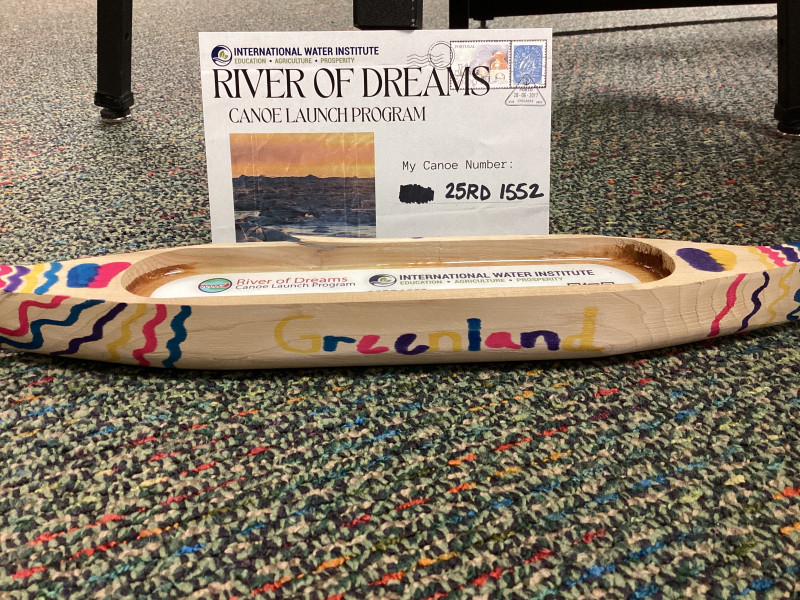 INTERNATIONAL WATER INSTITUTE
EDUCATION • AGRICULTURE • PROSPERITY
RIVER OF DREAMS
CANOE LAUNCH PROGRAM
PORTUGAL
My Canoe Number:
25RD 1552
River of Dreams
Canoe Launch Program
INTERNATIONAL WATER INSTITUTE
EDUCATION • AGRICULTURE • PROSPERITY
Greenland